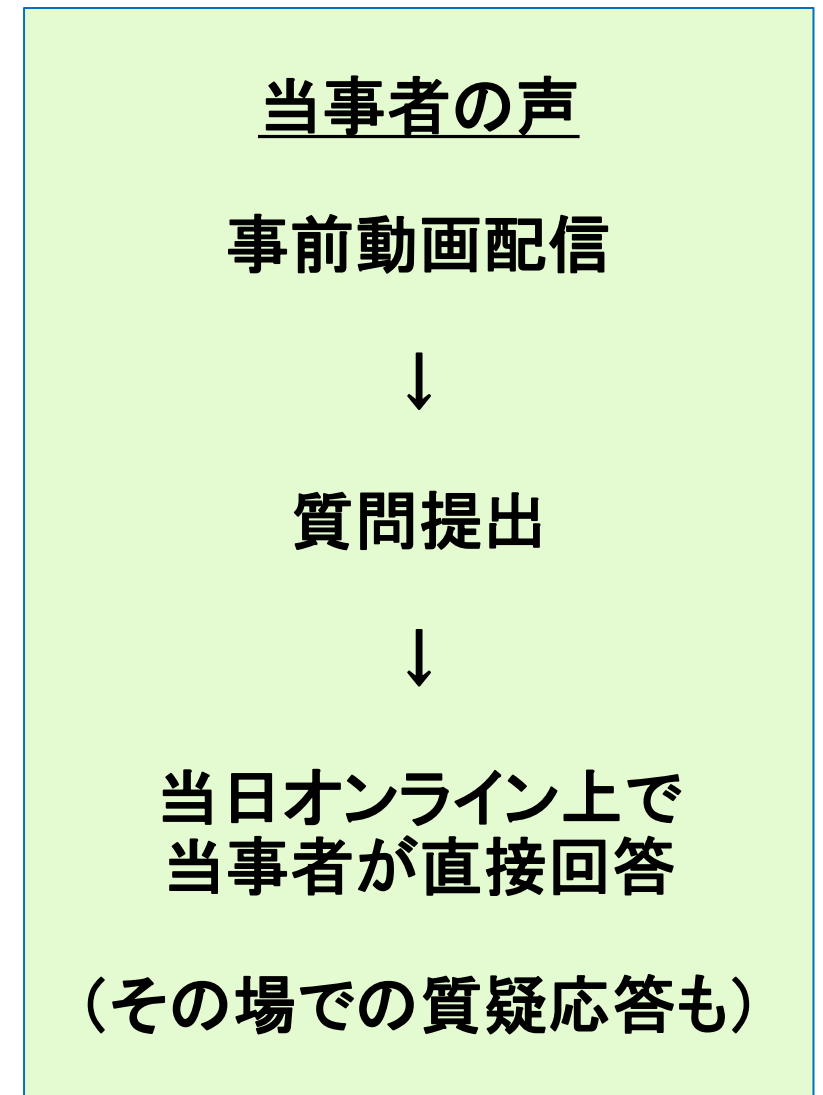 当事者の声
事前動画配信
↓
質問提出
↓
当日オンライン上で
当事者が直接回答
（その場での質疑応答も）